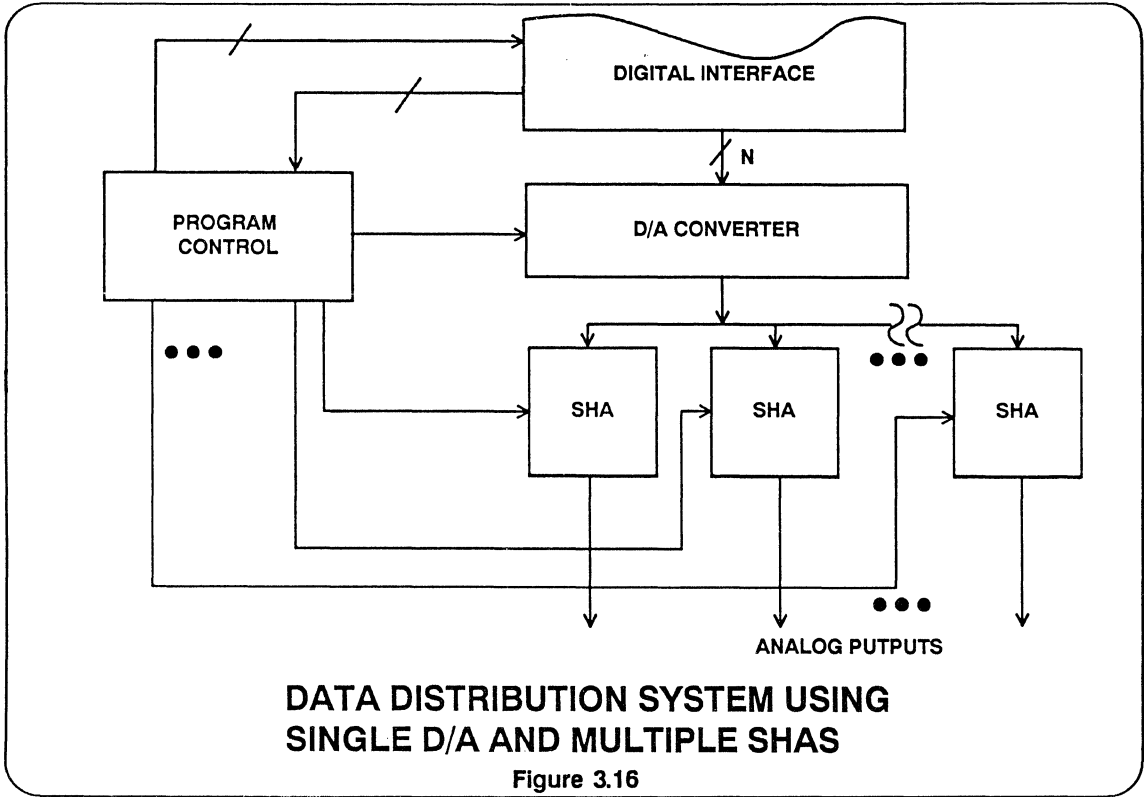 DIGITAL INTERFACE
N
PROGRAM
CONTROL
D/A CONVERTER
SHA
SHA
SHA
ANALOG PUTPUTS
DATA DISTRIBUTION SYSTEM USING
SINGLE D/A AND MULTIPLE SHAS
Figure 3.16